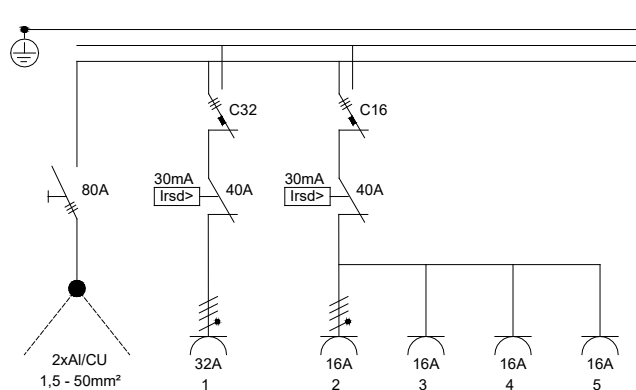 C32
C16
80A
30mA
Irsd>
40A
30mA
Irsd>
40A
2xAl/CU
1,5 - 50mm²
32A
1
16A
2
16A
3
16A
4
16A
5